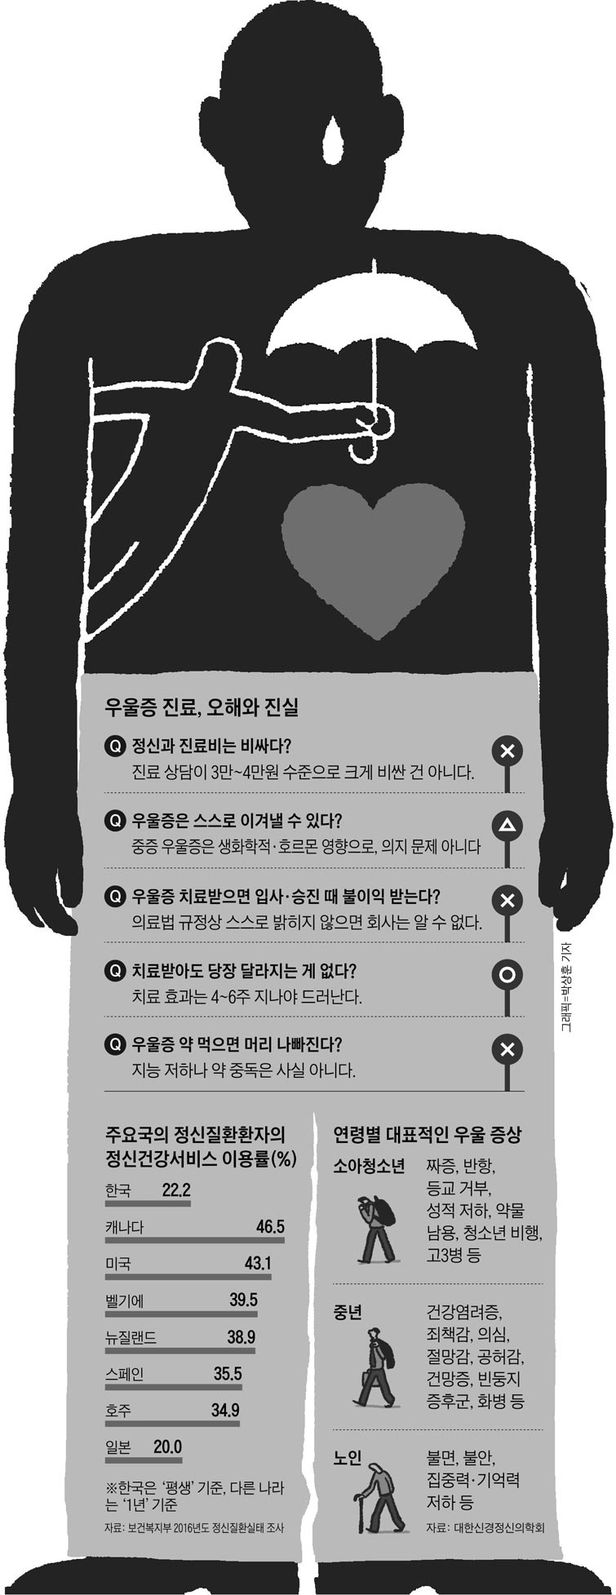 우울증 진료, 오해와 진실
Q 정신과 진료비는 비싸다?
진료 상담이 3만~4만원 수준으로 크게 비싼 건 아니다.
Q 우울증은 스스로 이겨낼 수 있다?
중증 우울증은 생화학적·호르몬 영향으로, 의지 문제 아니다
Q 우울증 치료받으면 입사·승진 때 불이익 받는다?
의료법 규정상 스스로 밝히지 않으면 회사는 알 수 없다.
Q 치료받아도 당장 달라지는 게 없다?
치료 효과는 4~6주 지나야 드러난다.
Q 우울증 약 먹으면 머리 나빠진다?
지능 저하나 약 중독은 사실 아니다.
그래픽=박상훈 기자
주요국의 정신질환환자의
정신건강서비스 이용률(%)
한국 22.2
캐나다 46.5
미국 43.1
벨기에 39.5
뉴질랜드 38.9
스페인 35.5
호주 34.9
일본 20.0
※한국은 ‘평생’ 기준, 다른 나라
는 ‘1년’ 기준
자료: 보건복지부 2016년도 정신질환실태 조사
연령별 대표적인 우울 증상
소아청소년 짜증, 반항,
등교 거부,
성적 저하, 약물
남용, 청소년 비행,
고3병 등
중년 건강염려증,
죄책감, 의심,
절망감, 공허감,
건망증, 빈둥지
증후군, 화병 등
노인 불면, 불안,
집중력·기억력
저하 등
자료: 대한신경정신의학회